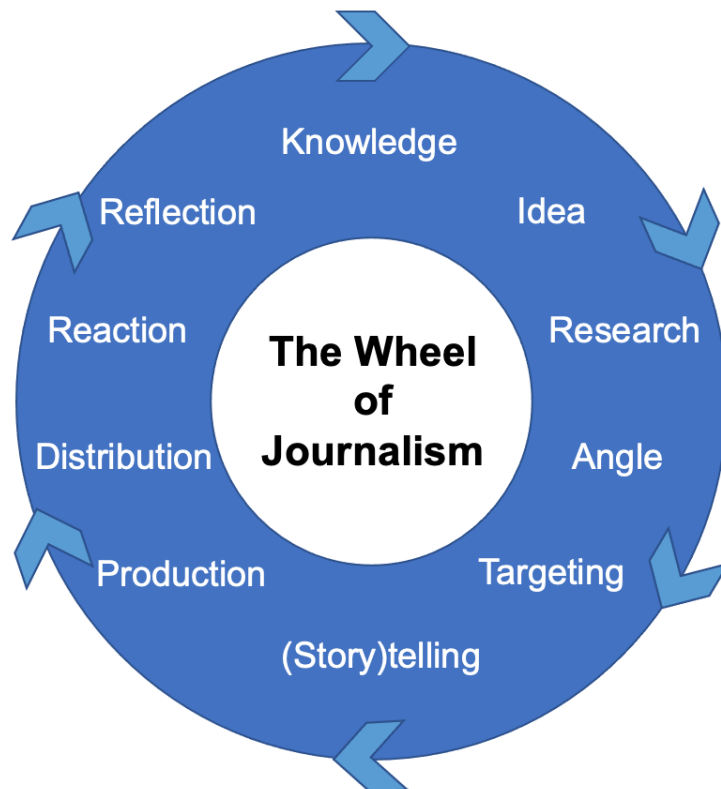 Knowledge
Idea
Research
Angle
Targeting
(Story)telling
Production
Distribution
Reaction
Reflection
The Wheel
of
Journalism